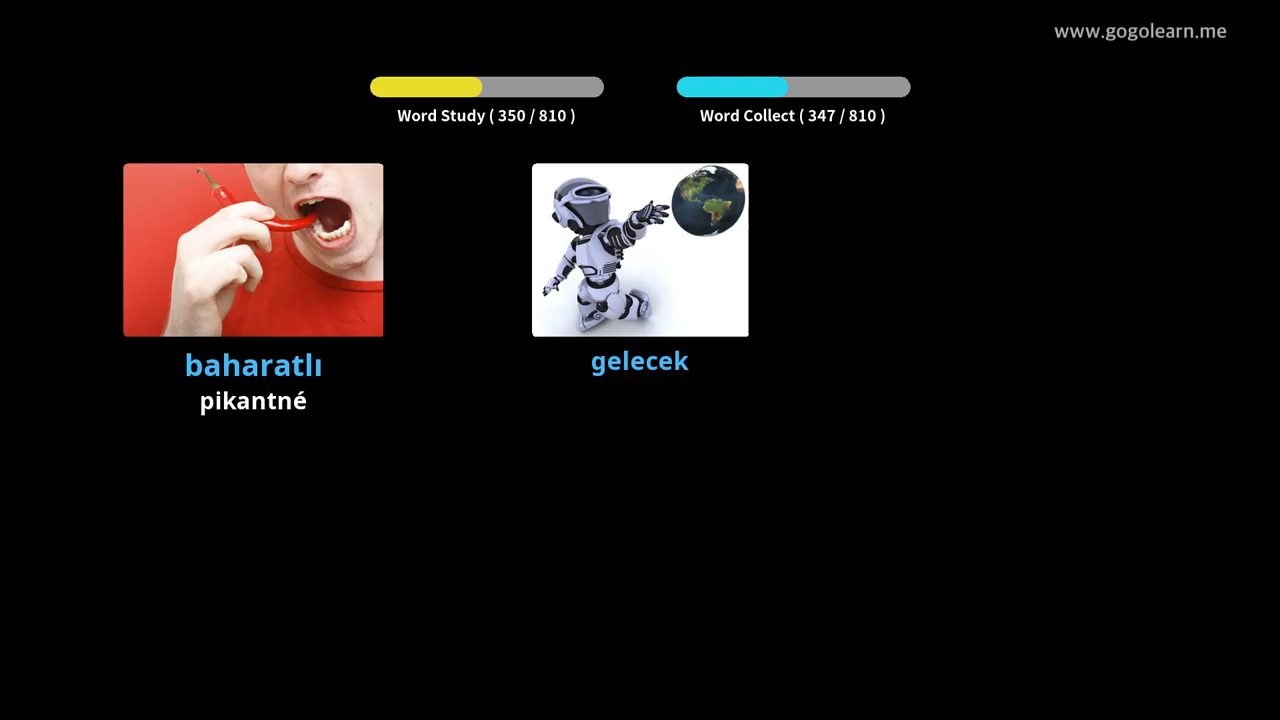 www.gogolearn.me
Word Study ( 350 / 810 )
Word Collect ( 347 / 810 )
baharatlı
pikantné
gelecek